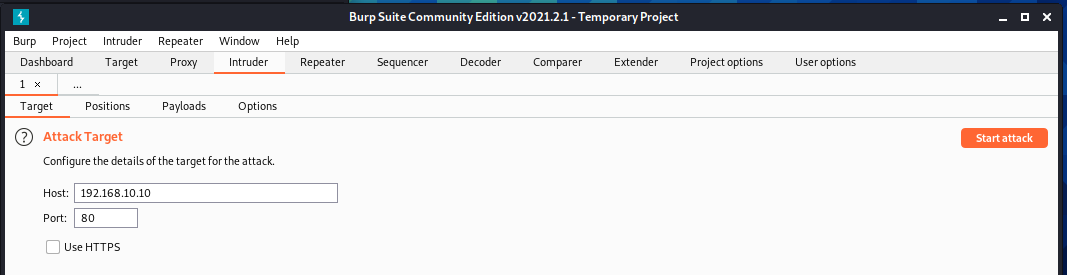 Burp Suite Community Edition v2021.2.1 - Temporary Project
Burp Project Intruder Repeater Window Help
Dashboard Target Proxy Intruder Repeater Sequencer Decoder Comparer Extender Project options User options
1 × ...
Target Positions Payloads Options
? Attack Target Start attack
Configure the details of the target for the attack.
Host: 192.168.10.10
Port: 80
Use HTTPS